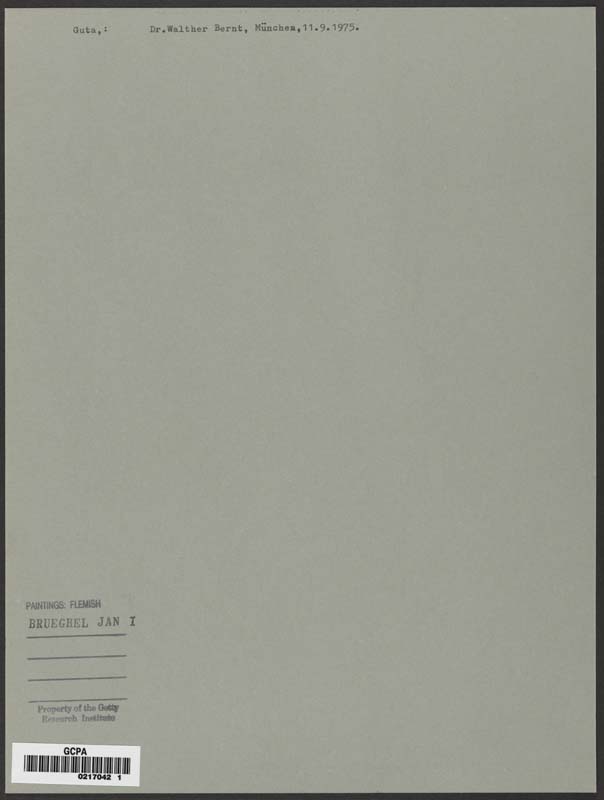 Guta,: Dr.Walther Bernt, München,11.9.1975.
PAINTINGS: FLEMISH
BRUEGHEL JAN I
Property of the Getty
Research Institute
GCPA
0217042 1